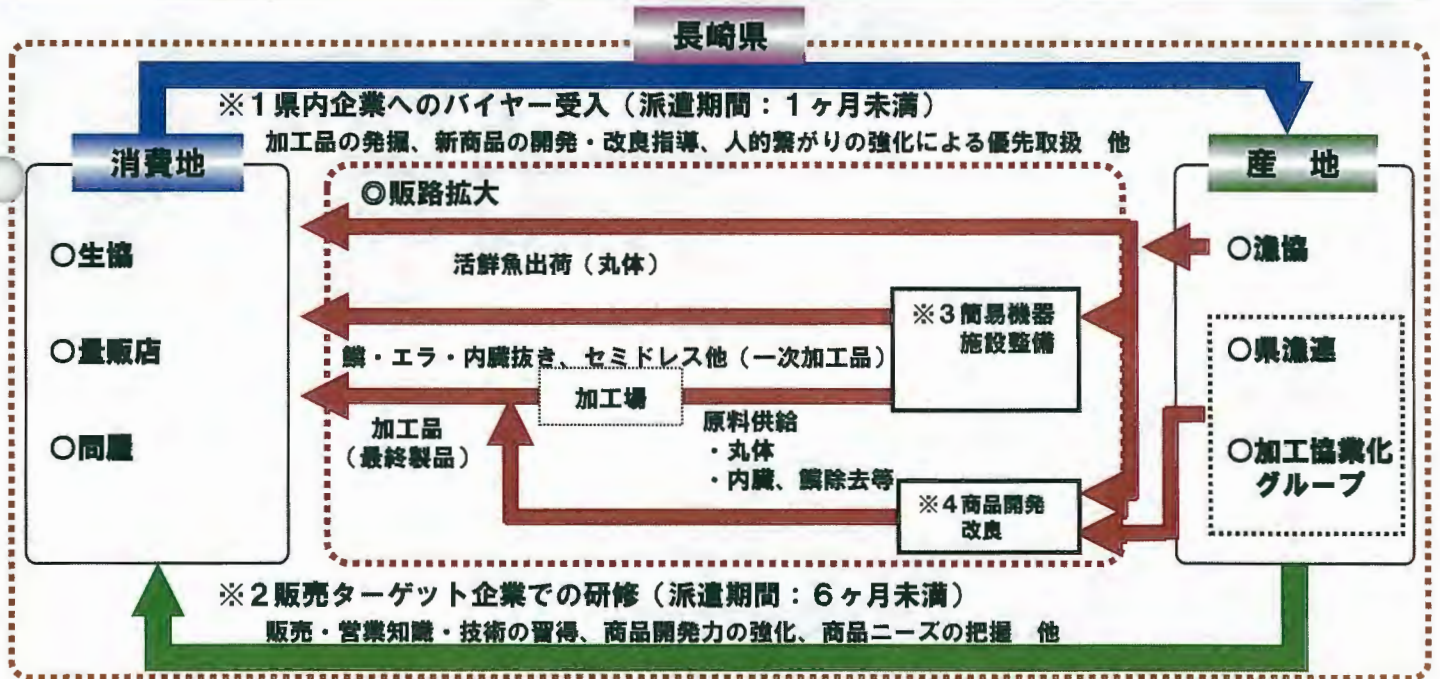 長崎県
※1県内企業へのバイヤー受入（派遣期間：1ヶ月未満）
加工品の発掘、新商品の開発・改良指導、人的繋がりの強化による優先取扱　他
消費地
○生協
○量販店
○問屋
◎販路拡大
活鮮魚出荷（丸体）
鱗・エラ・内臓抜き、セミドレス他（一次加工品）
加工品
（最終製品）
加工場
原料供給
・丸体
・内臓、鱗除去等
※3簡易機器
施設整備
※4商品開発
改良
産　地
○漁協
○県漁連
○加工協業化
グループ
※2販売ターゲット企業での研修（派遣期間：6ヶ月未満）
販売・営業知識・技術の習得、商品開発力の強化、商品ニーズの把握　他